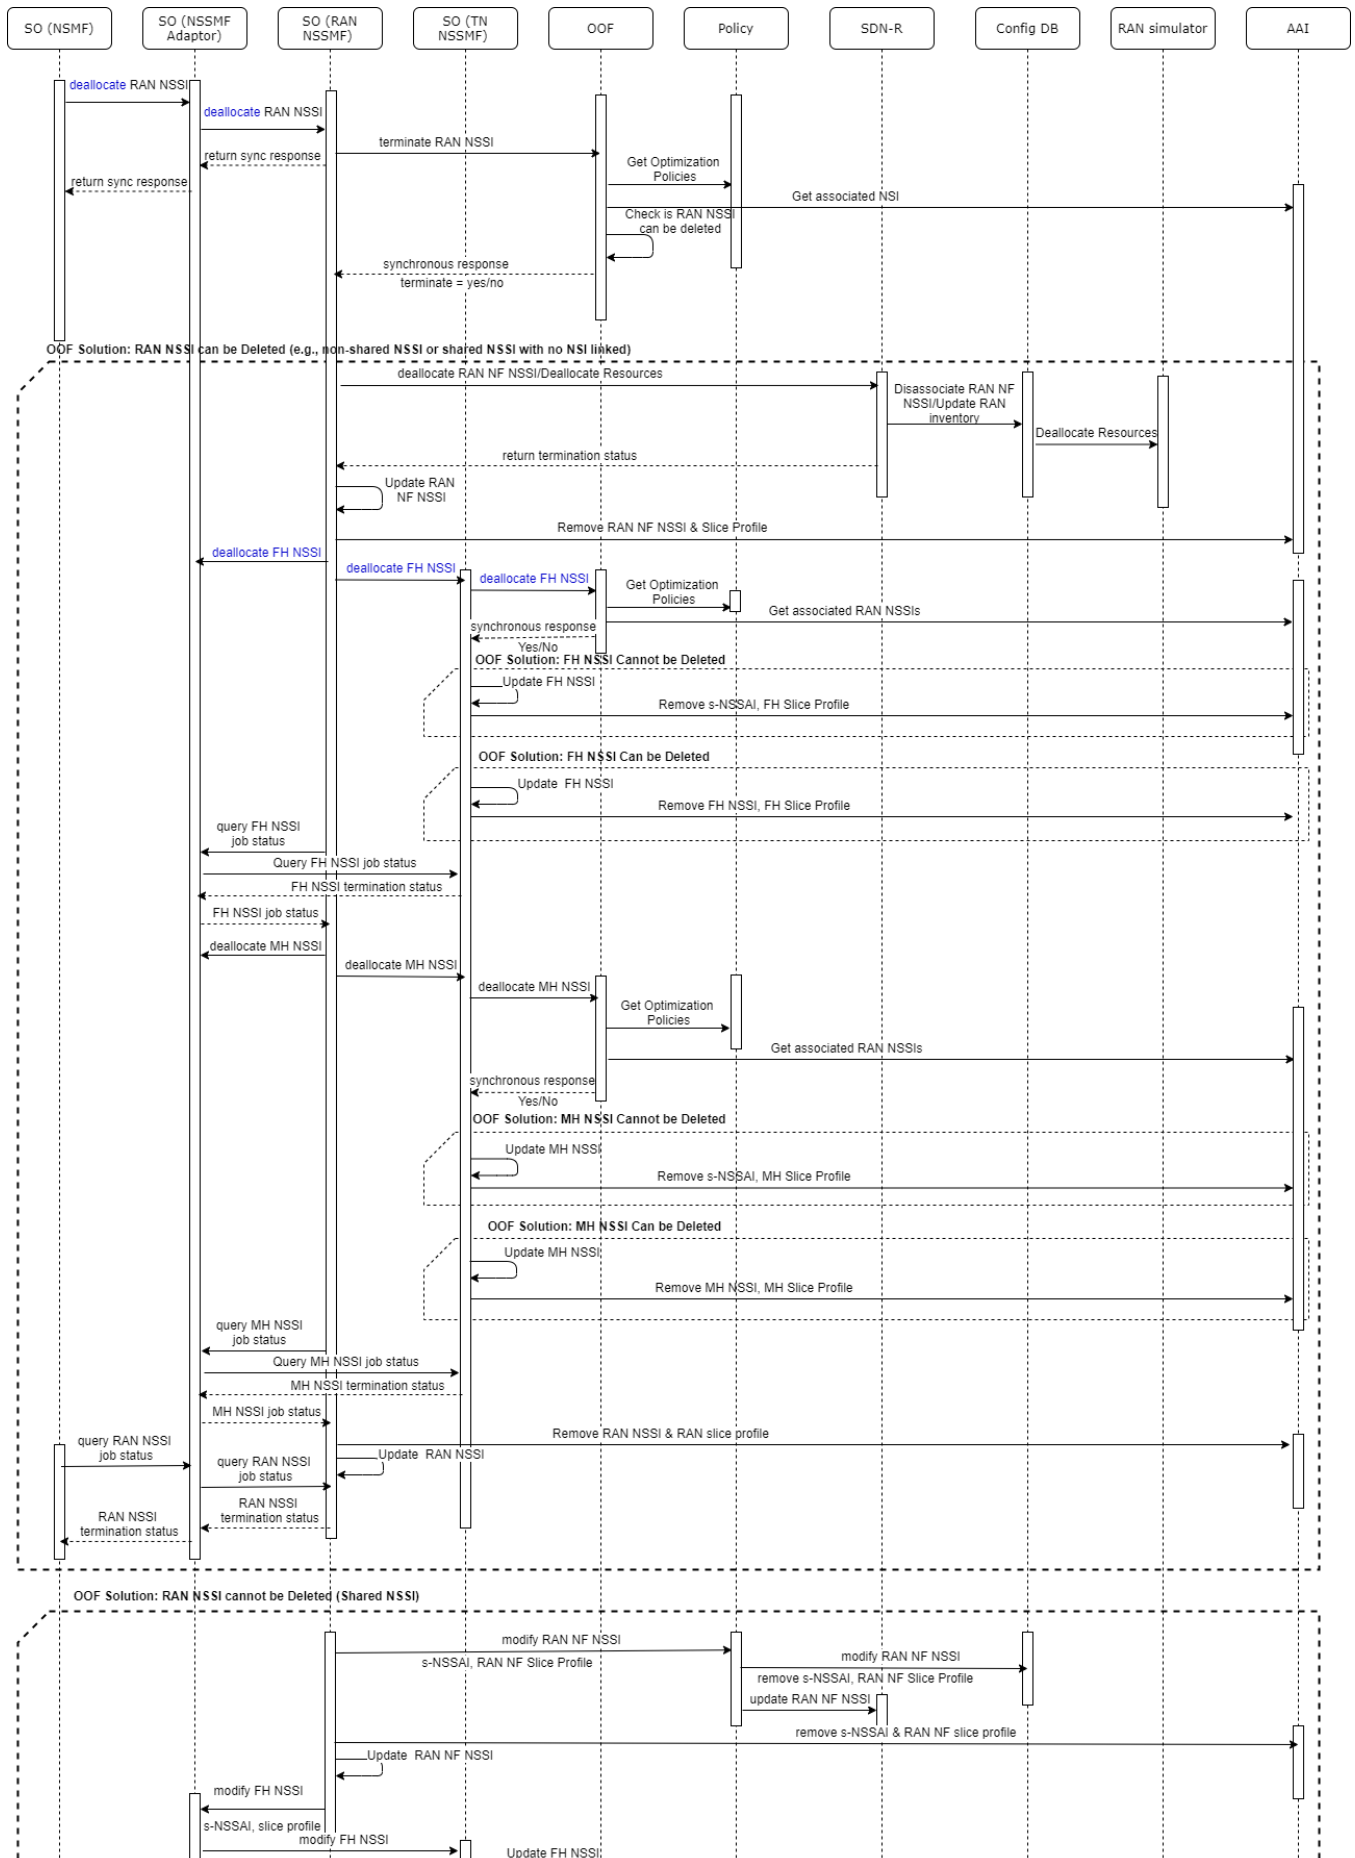 SO (NSMF)
SO (NSSMF
Adaptor)
SO (RAN
NSSMF)
SO (TN
NSSMF)
OOF
Policy
SDN-R
Config DB
RAN simulator
AAI
deallocate RAN NSSI
deallocate RAN NSSI
terminate RAN NSSI
return sync response
Get Optimization
Policies
return sync response
Get associated NSI
Check is RAN NSSI
can be deleted
synchronous response
terminate = yes/no
OOF Solution: RAN NSSI can be Deleted (e.g., non-shared NSSI or shared NSSI with no NSI linked)
deallocate RAN NF NSSI/Deallocate Resources
Disassociate RAN NF
NSSI/Update RAN
inventory
Deallocate Resources
return termination status
Update RAN
NF NSSI
Remove RAN NF NSSI & Slice Profile
deallocate FH NSSI
deallocate FH NSSI
deallocate FH NSSI
Get Optimization
Policies
Get associated RAN NSSIs
synchronous response
Yes/No
OOF Solution: FH NSSI Cannot be Deleted
Update FH NSSI
Remove s-NSSAI, FH Slice Profile
OOF Solution: FH NSSI Can be Deleted
Update FH NSSI
Remove FH NSSI, FH Slice Profile
query FH NSSI
job status
Query FH NSSI job status
FH NSSI termination status
FH NSSI job status
deallocate MH NSSI
deallocate MH NSSI
deallocate MH NSSI
Get Optimization
Policies
Get associated RAN NSSIs
synchronous response
Yes/No
OOF Solution: MH NSSI Cannot be Deleted
Update MH NSSI
Remove s-NSSAI, MH Slice Profile
OOF Solution: MH NSSI Can be Deleted
Update MH NSSI
Remove MH NSSI, MH Slice Profile
query MH NSSI
job status
Query MH NSSI job status
MH NSSI termination status
MH NSSI job status
Remove RAN NSSI & RAN slice profile
query RAN NSSI
job status
Update RAN NSSI
query RAN NSSI
job status
RAN NSSI
termination status
RAN NSSI
termination status
OOF Solution: RAN NSSI cannot be Deleted (Shared NSSI)
modify RAN NF NSSI
s-NSSAI, RAN NF Slice Profile
modify RAN NF NSSI
remove s-NSSAI, RAN NF Slice Profile
update RAN NF NSSI
remove s-NSSAI & RAN NF slice profile
Update RAN NF NSSI
modify FH NSSI
s-NSSAI, slice profile
modify FH NSSI
Update FH NSSI